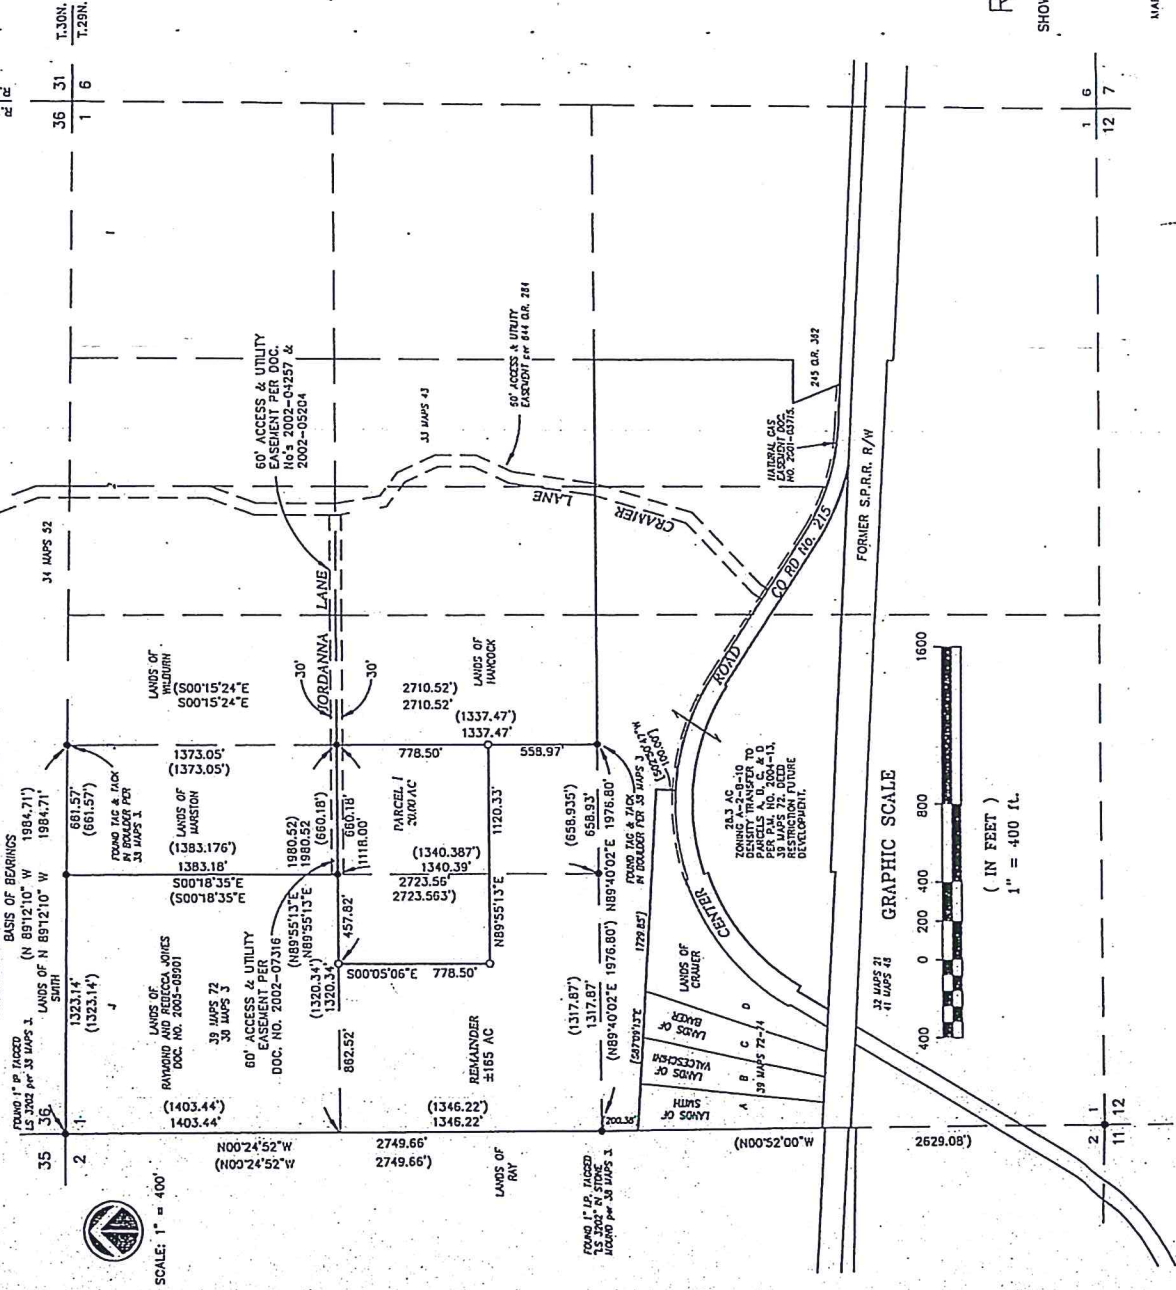 T.30N.
T.29N.
36 31
1 6
BASIS OF BEARINGS
(N 89°12'10" W 1984.71')
N 89°12'10" W 1984.71'
FOUND 1" I.P. TAGGED
LS 3202 per 33 MAPS 3.
LANDS OF
SMITH
35 36
2 1
1323.14'
(1323.14')
661.57'
(661.57')
FOUND TAG & TACK
IN BOULDER PER
33 MAPS 3.
34 MAPS 52
SCALE: 1" = 400'
LANDS OF
RAYMOND AND REBECCA JONES
39 MAPS 72
30 MAPS 3
60' ACCESS & UTILITY
EASEMENT PER
DOC. NO. 2002-07316
(1403.44')
1403.44'
LANDS OF
MARSTON
(1383.176')
1383.18'
S00°18'35"E
(S00°18'35"E
LANDS OF
WILBURN
(S00°15'24"E
S00°15'24"E
1373.05'
(1373.05')
60' ACCESS & UTILITY
EASEMENT PER DOC.
No's 2002-04257 &
2002-05204
JORDANNA LANE
30'
30'
(N89°55'13"E
N89°55'13"E
1980.52)
1980.52
(1320.34')
1320.34'
(660.18')
660.18'
862.52'
457.82'
1118.00'
N00°24'52"W
(N00°24'52"W
2749.66'
2749.66')
LANDS OF
RAY
REMAINDER
±165 AC
(1346.22')
1346.22'
S00°05'06"E 778.50'
PARCEL 1
20.00 AC
(1340.387')
1340.39'
2723.56'
2723.563')
N89°55'13"E
1120.33'
2710.52')
2710.52'
(1337.47')
1337.47'
778.50'
558.97'
LANDS OF
HANCOCK
33 MAPS 43
50' ACCESS & UTILITY
EASEMENT per 644 O.R. 284
CRAMER LANE
FOUND 1" I.P. TAGGED
"LS 3202" IN STONE
MOUND per 33 MAPS 3.
(1317.87')
1317.87'
(N89°40'02"E 1976.80') N89°40'02"E 1976.80'
(658.935')
658.93'
FOUND TAG & TACK
IN BOULDER PER 33 MAPS 3
200.38'
1729.85']
100.00']
LANDS OF
SMITH
LANDS OF
VALCESCHINI
LANDS OF
BAKER
LANDS OF
CRAMER
A B C D
39 MAPS 72-74
CENTER ROAD
CO RD No. 215
28.3 AC
ZONING A-2-B-10
DENSITY TRANSFER TO
PARCELS A, B, C, & D
PER P.M. NO. 2004-13,
39 MAPS 72. DEED
RESTRICTION FUTURE
DEVELOPMENT.
NATURAL GAS
EASEMENT DOC.
NO. 2001-03715.
245 O.R. 382
FORMER S.P.R.R. R/W
(N00°52'00"W
2629.08')
32 MAPS 21
41 MAPS 48
GRAPHIC SCALE
400 0 200 400 800 1600
( IN FEET )
1" = 400 ft.
2 1
11 12
1 6
12 7
R
SHOW